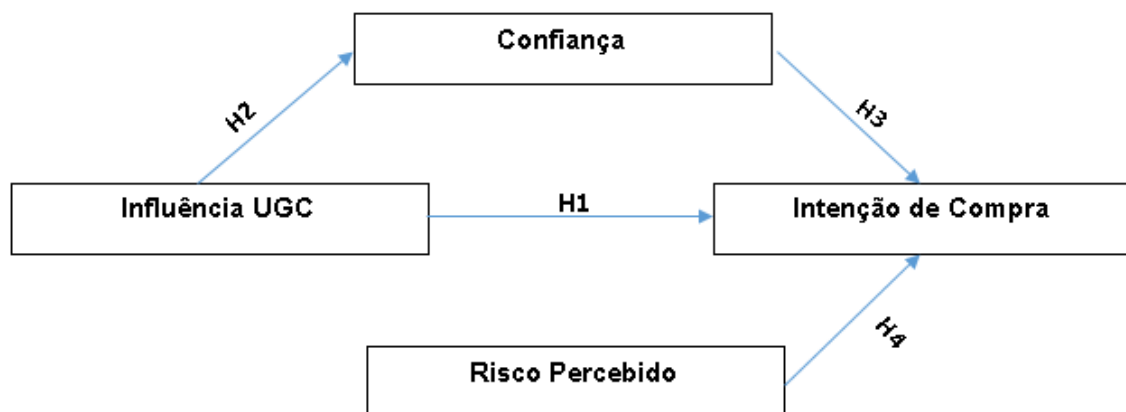 Confiança
H2
H3
Influência UGC
H1
Intenção de Compra
H4
Risco Percebido